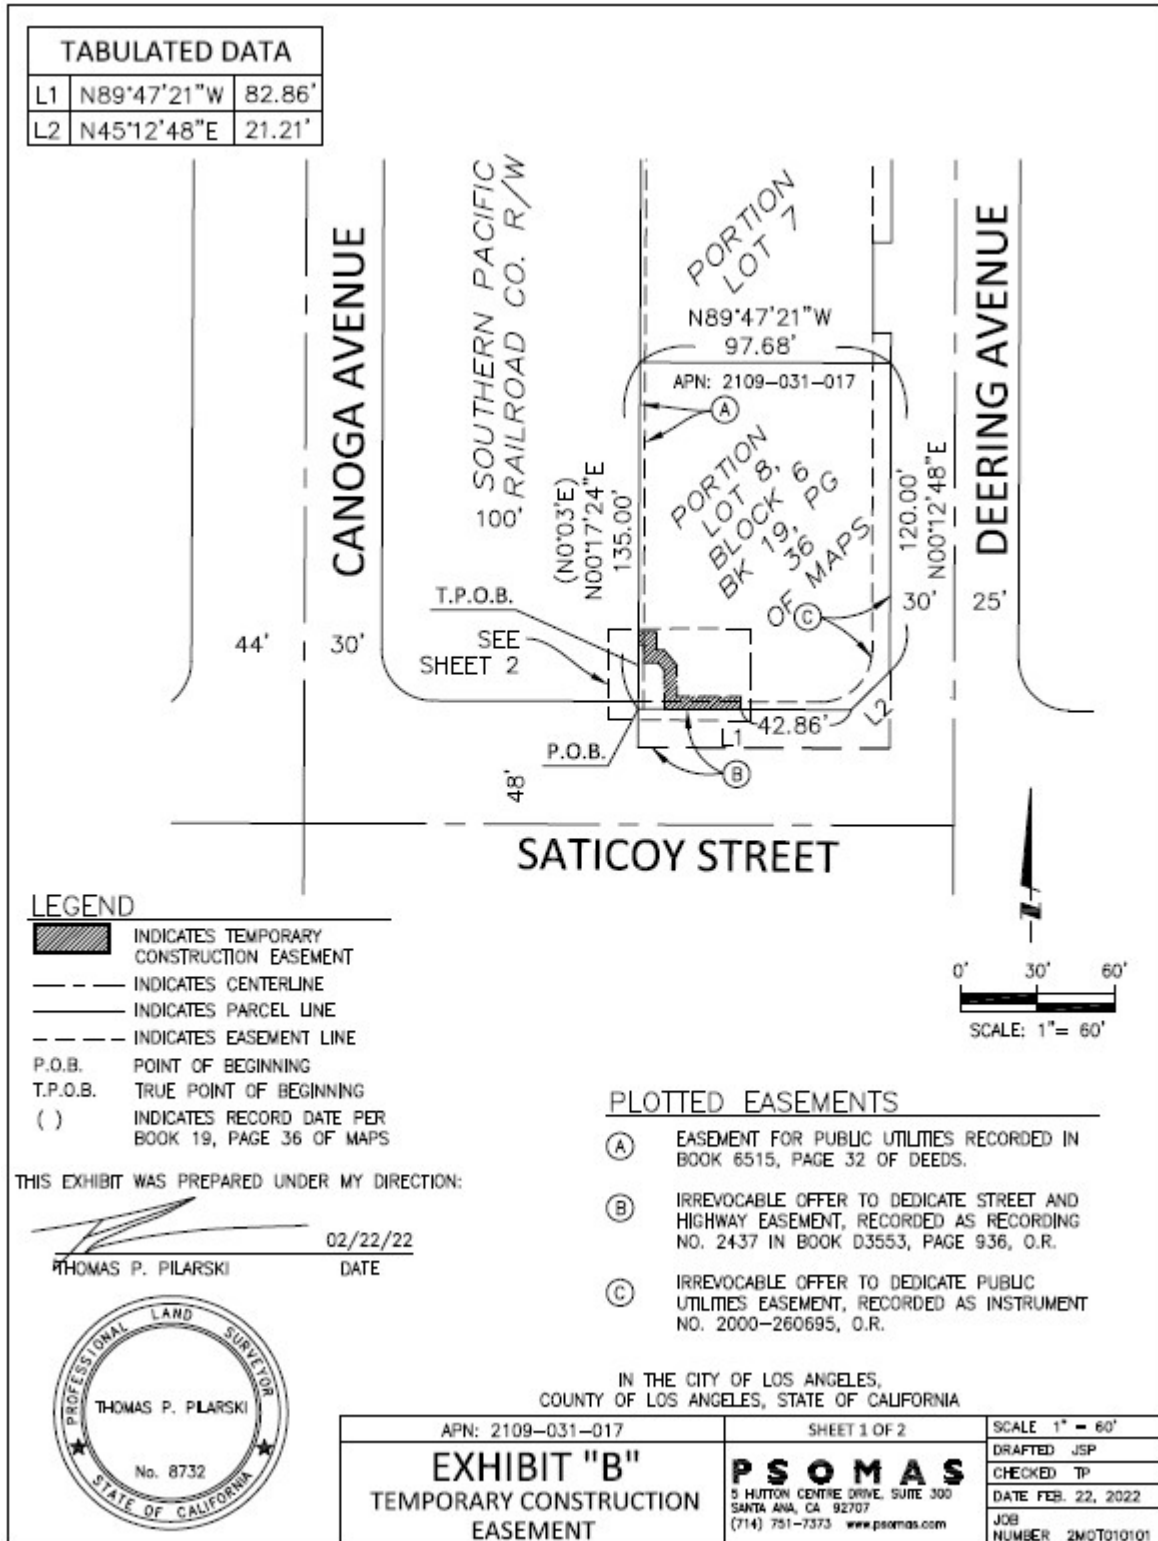 TABULATED DATA
L1 N89°47'21"W 82.86'
L2 N45°12'48"E 21.21'
CANOGA AVENUE
SOUTHERN PACIFIC
100' RAILROAD CO. R/W
PORTION
LOT 7
N89°47'21"W
97.68'
APN: 2109-031-017
A
DEERING AVENUE
PORTION
LOT 8,
BLOCK 6
BK 19, PG
36
OF MAPS
(N0°03'E)
N00°17'24"E
135.00'
120.00'
N00°12'48"E
C
T.P.O.B.
SEE
SHEET 2
44'
30'
30'
25'
42.86'
L2
L1
P.O.B.
B
48'
SATICOY STREET
LEGEND
INDICATES TEMPORARY
CONSTRUCTION EASEMENT
INDICATES CENTERLINE
INDICATES PARCEL LINE
INDICATES EASEMENT LINE
P.O.B. POINT OF BEGINNING
T.P.O.B. TRUE POINT OF BEGINNING
( ) INDICATES RECORD DATE PER
BOOK 19, PAGE 36 OF MAPS
N
0' 30' 60'
SCALE: 1"= 60'
THIS EXHIBIT WAS PREPARED UNDER MY DIRECTION:
02/22/22
THOMAS P. PILARSKI DATE
PROFESSIONAL LAND SURVEYOR
THOMAS P. PILARSKI
No. 8732
STATE OF CALIFORNIA
PLOTTED EASEMENTS
A EASEMENT FOR PUBLIC UTILITIES RECORDED IN
BOOK 6515, PAGE 32 OF DEEDS.
B IRREVOCABLE OFFER TO DEDICATE STREET AND
HIGHWAY EASEMENT, RECORDED AS RECORDING
NO. 2437 IN BOOK D3553, PAGE 936, O.R.
C IRREVOCABLE OFFER TO DEDICATE PUBLIC
UTILITIES EASEMENT, RECORDED AS INSTRUMENT
NO. 2000-260695, O.R.
IN THE CITY OF LOS ANGELES,
COUNTY OF LOS ANGELES, STATE OF CALIFORNIA
APN: 2109-031-017
EXHIBIT "B"
TEMPORARY CONSTRUCTION
EASEMENT
SHEET 1 OF 2
PSOMAS
5 HUTTON CENTRE DRIVE, SUITE 300
SANTA ANA, CA 92707
(714) 751-7373 www.psomas.com
SCALE 1" = 60'
DRAFTED JSP
CHECKED TP
DATE FEB. 22, 2022
JOB
NUMBER 2MOT010101